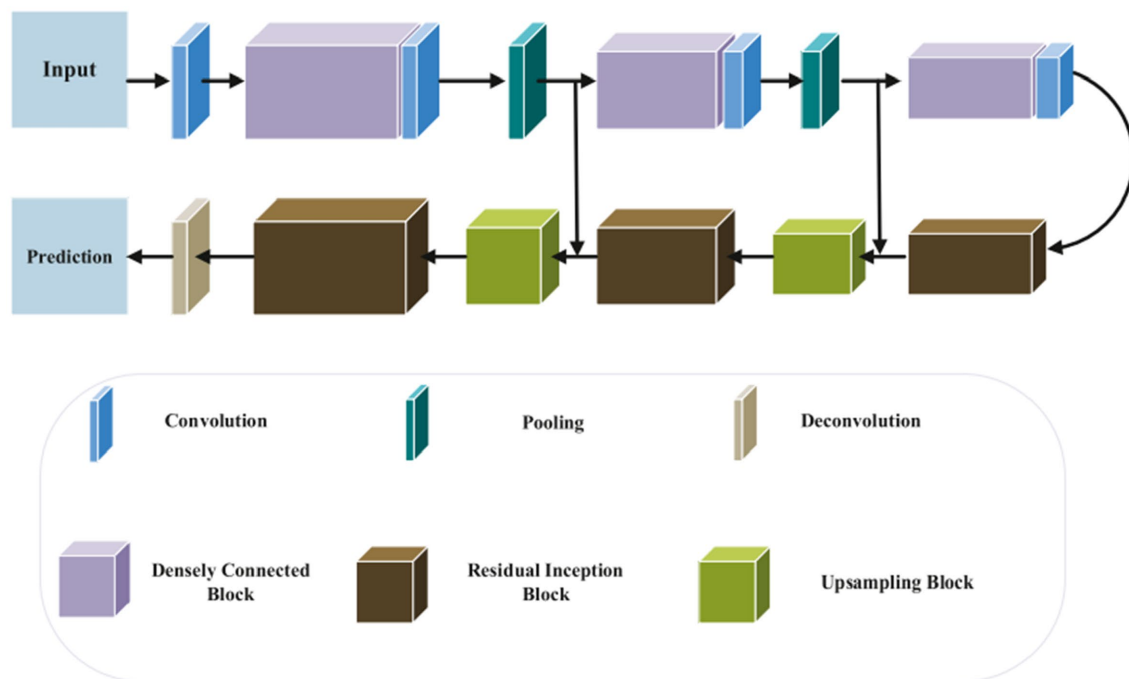 Input
Prediction
Convolution
Pooling
Deconvolution
Densely Connected
Block
Residual Inception
Block
Upsampling Block